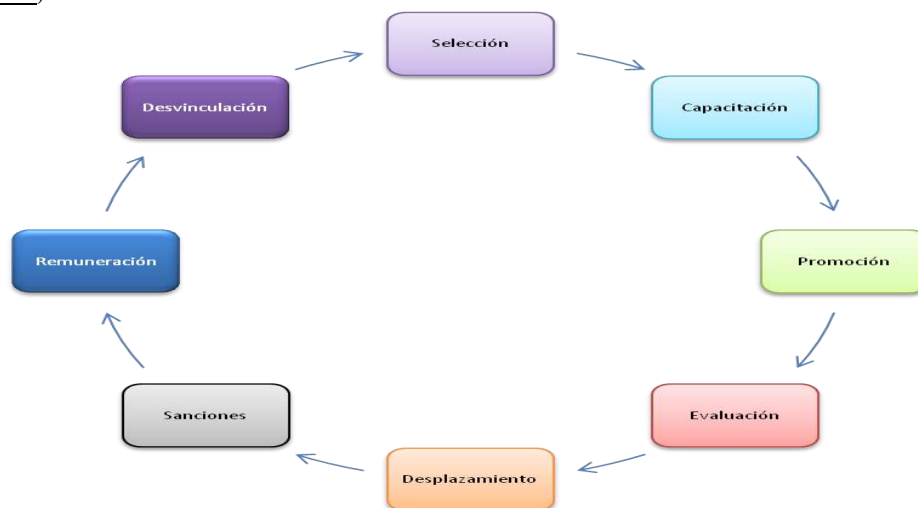 Selección
Capacitación
Promoción
Evaluación
Desplazamiento
Sanciones
Remuneración
Desvinculación